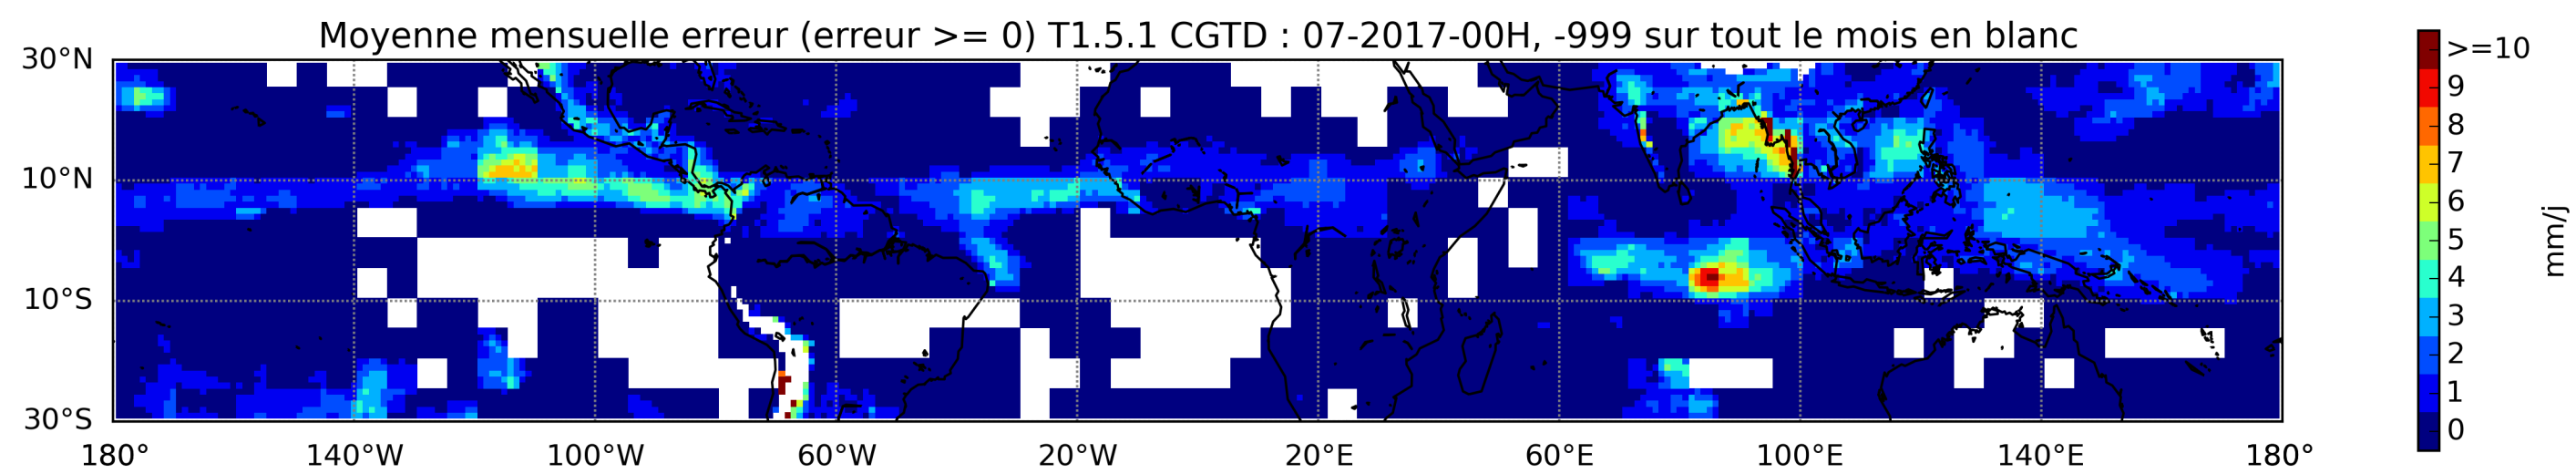 Moyenne mensuelle erreur (erreur >= 0) T1.5.1 CGTD : 07-2017-00H, -999 sur tout le mois en blanc
30°N
10°N
10°S
30°S
180° 140°W 100°W 60°W 20°W 20°E 60°E 100°E 140°E 180°
>=10
9
8
7
6
5
4
3
2
1
0
mm/j